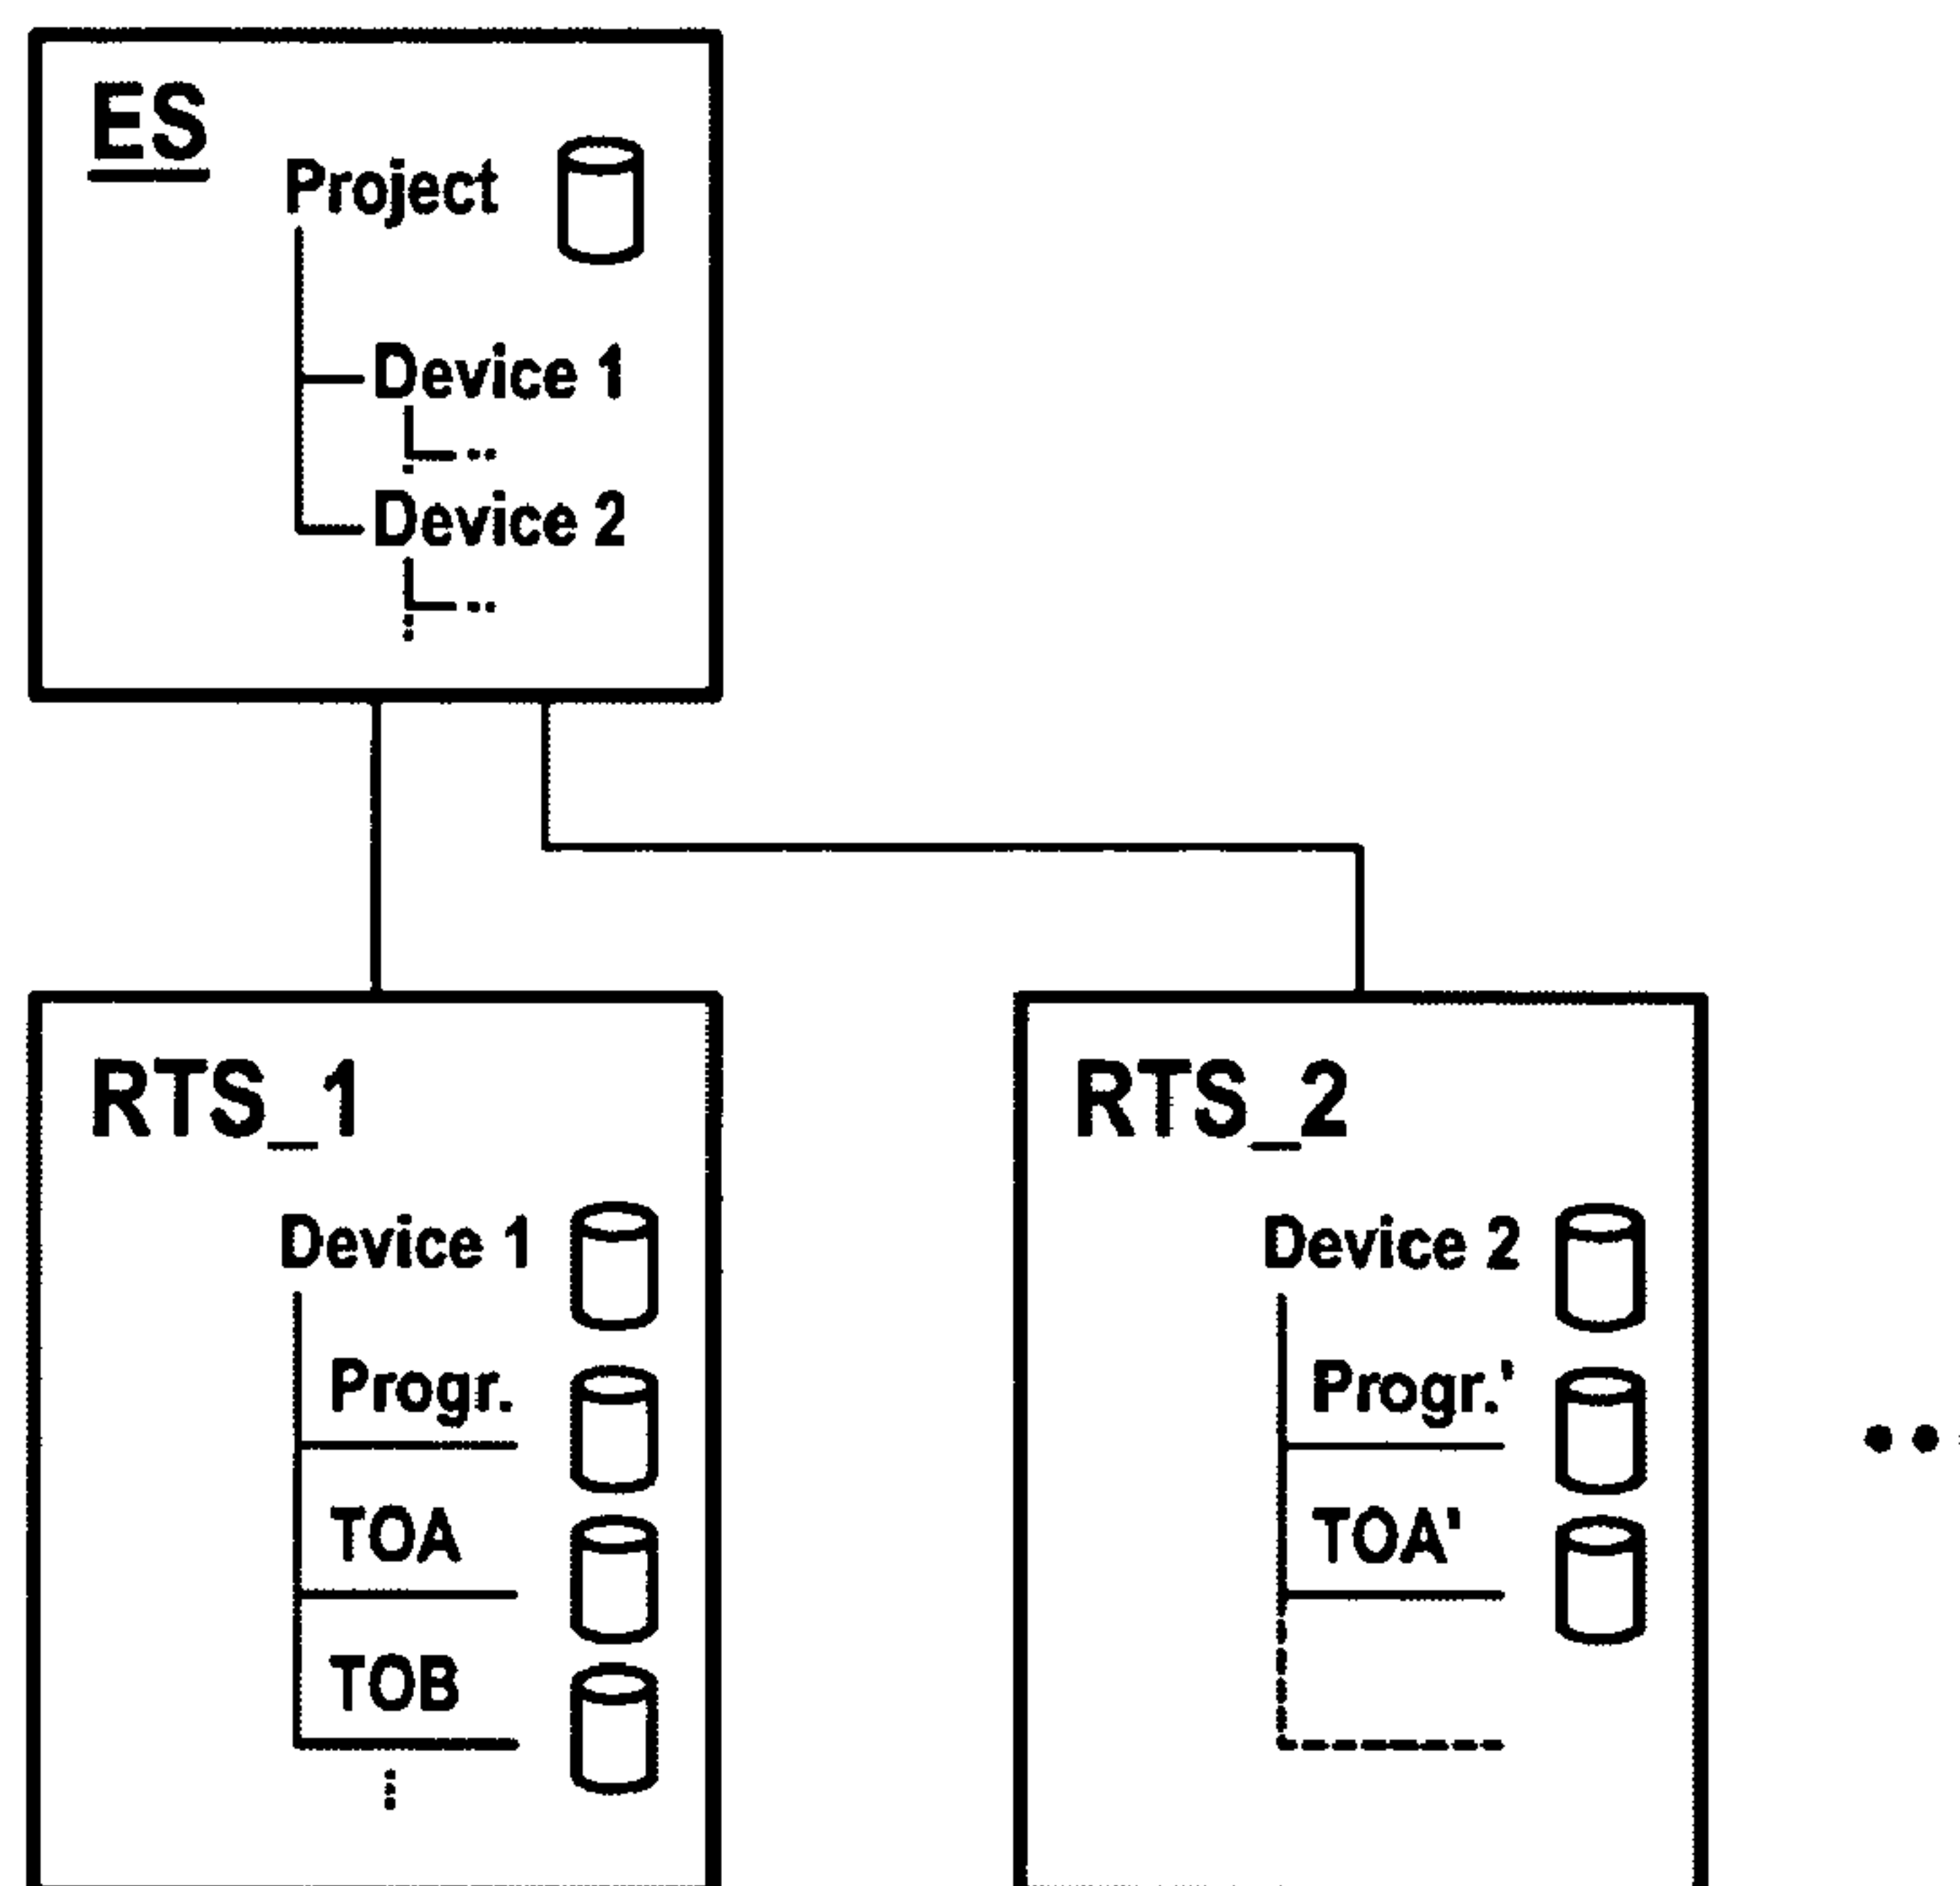 ES
Project
Device 1
Device 2
RTS_1
Device 1
Progr.
TOA
TOB
RTS_2
Device 2
Progr.'
TOA'